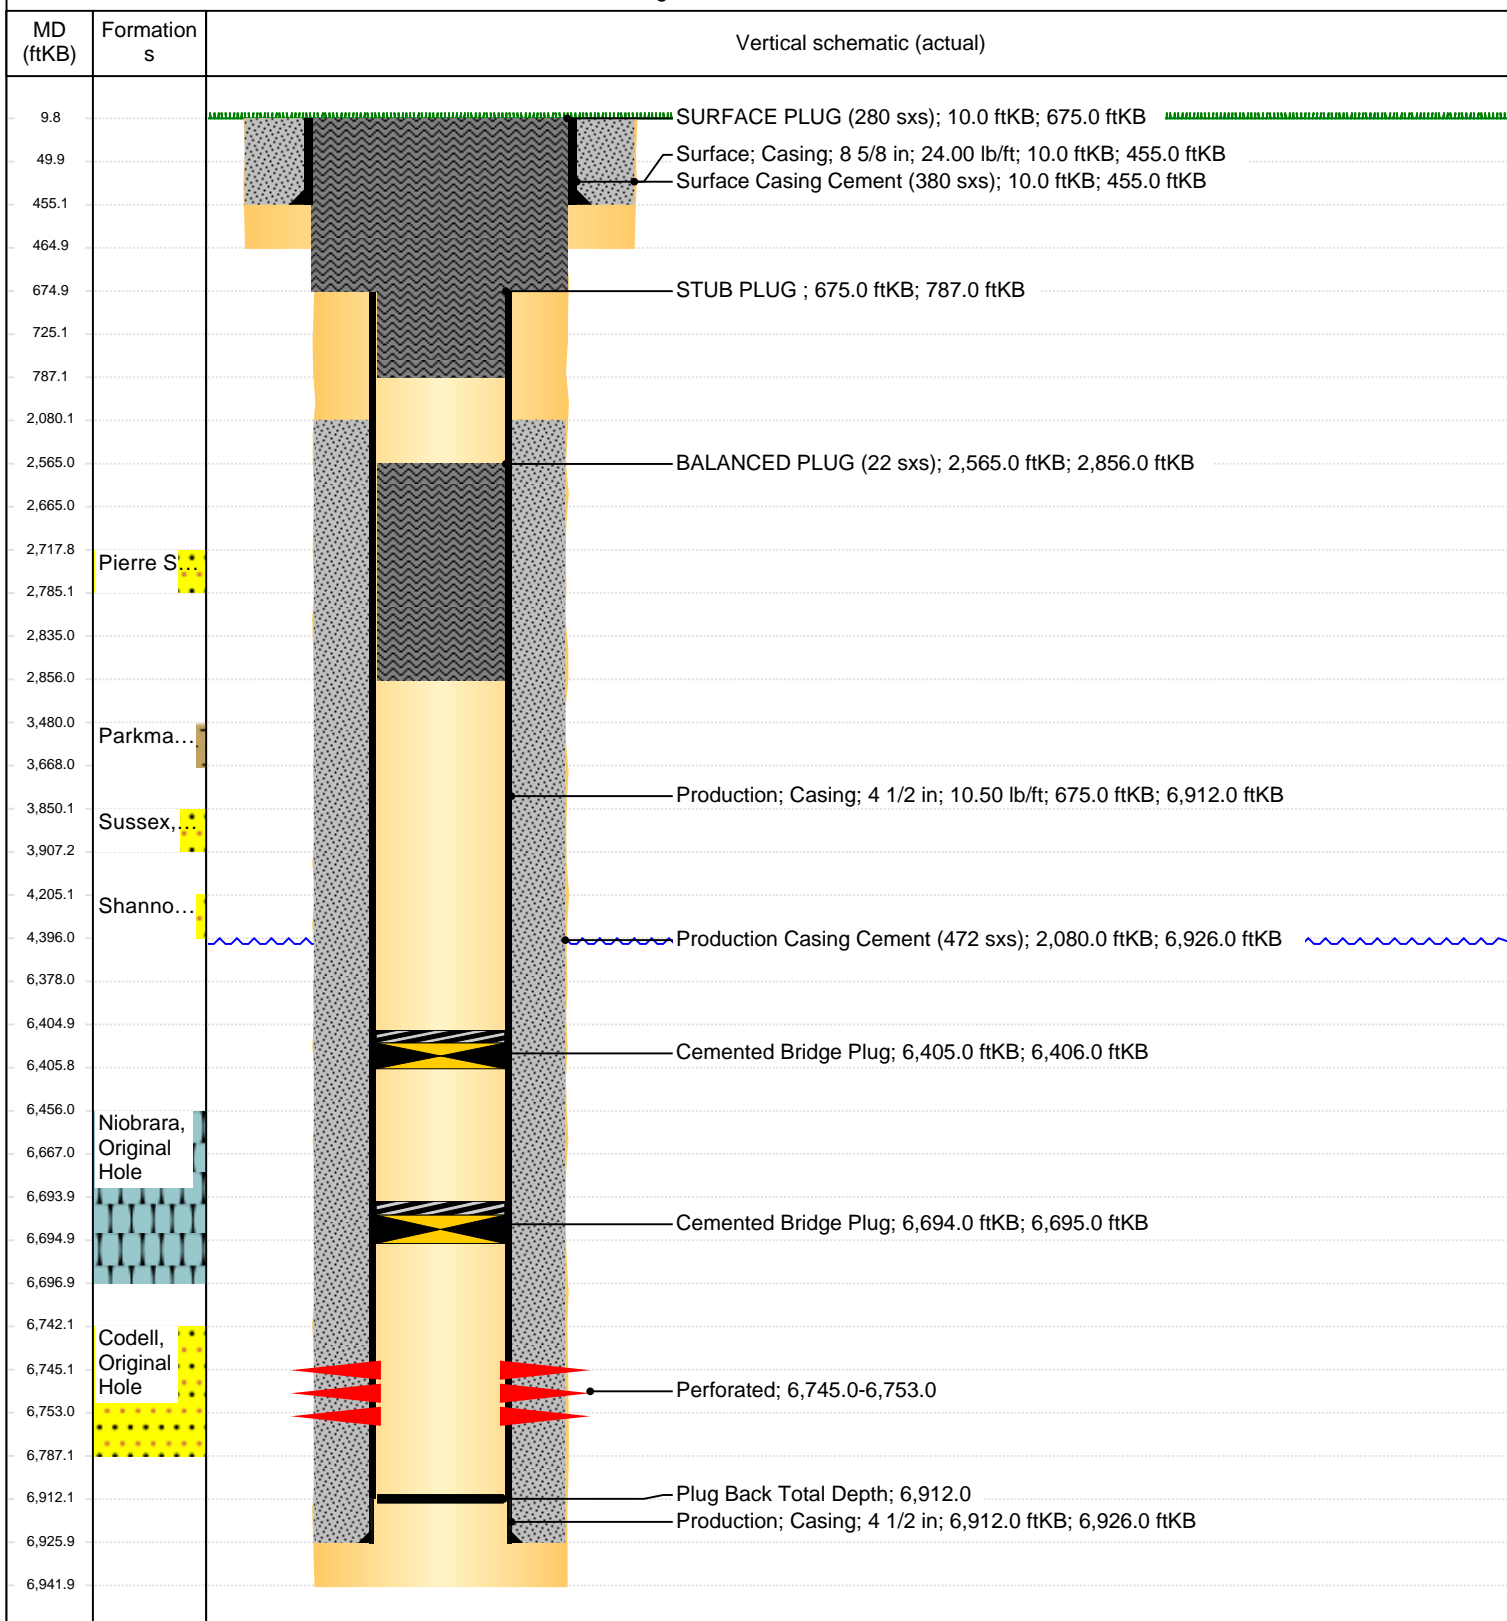 MD
(ftKB)
Formation
s
Vertical schematic (actual)
9.8
SURFACE PLUG (280 sxs); 10.0 ftKB; 675.0 ftKB
49.9
Surface; Casing; 8 5/8 in; 24.00 lb/ft; 10.0 ftKB; 455.0 ftKB
Surface Casing Cement (380 sxs); 10.0 ftKB; 455.0 ftKB
455.1
464.9
674.9
STUB PLUG ; 675.0 ftKB; 787.0 ftKB
725.1
787.1
2,080.1
2,565.0
BALANCED PLUG (22 sxs); 2,565.0 ftKB; 2,856.0 ftKB
2,665.0
2,717.8
Pierre S...
2,785.1
2,835.0
2,856.0
3,480.0
Parkma...
3,668.0
Production; Casing; 4 1/2 in; 10.50 lb/ft; 675.0 ftKB; 6,912.0 ftKB
3,850.1
Sussex,...
3,907.2
4,205.1
Shanno...
4,396.0
Production Casing Cement (472 sxs); 2,080.0 ftKB; 6,926.0 ftKB
6,378.0
6,404.9
Cemented Bridge Plug; 6,405.0 ftKB; 6,406.0 ftKB
6,405.8
6,456.0
Niobrara,
Original
Hole
6,667.0
6,693.9
Cemented Bridge Plug; 6,694.0 ftKB; 6,695.0 ftKB
6,694.9
6,696.9
6,742.1
Codell,
Original
Hole
6,745.1
Perforated; 6,745.0-6,753.0
6,753.0
6,787.1
6,912.1
Plug Back Total Depth; 6,912.0
Production; Casing; 4 1/2 in; 6,912.0 ftKB; 6,926.0 ftKB
6,925.9
6,941.9